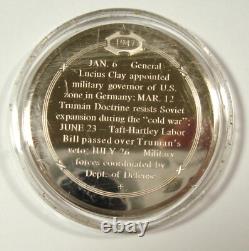 1947
JAN. 6 General
Lucius Clay appointed
military governor of U.S.
zone in Germany; MAR. 12
Truman Doctrine resists Soviet
expansion during the "cold war";
JUNE 23 — Taft-Hartley Labor
Bill passed over Truman's
veto; JULY 26 Military
forces coordinated by
Dept. of Defense